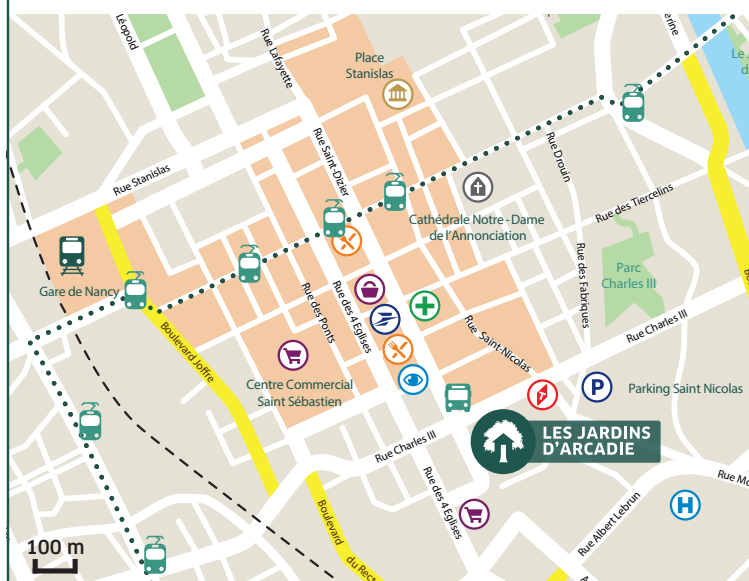 Léopold
Rue Lafayette
Place
Stanislas
Rue Saint-Dizier
Rue Stanislas
Rue Drouin
Rue des Tiercelins
Cathédrale Notre-Dame
de l'Annonciation
Gare de Nancy
Rue des Ponts
Rue des 4 Eglises
Rue des Fabriques
Parc
Charles III
Rue Charles III
Boulevard Joffre
Rue Saint-Nicolas
Centre Commercial
Saint Sébastien
P
Parking Saint Nicolas
LES JARDINS
D'ARCADIE
Rue Charles III
Rue des 4 Eglises
H
Rue Albert Lebrun
Boulevard
100 m